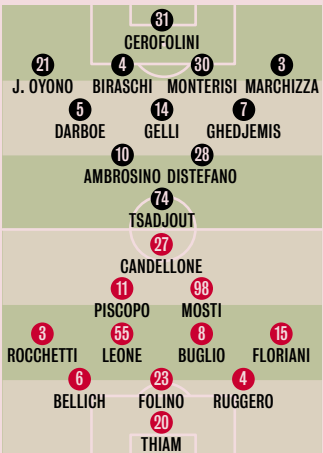 31
CEROFOLINI
21 4 30 3
J. OYONO BIRASCHI MONTERISI MARCHIZZA
5 14 7
DARBOE GELLI GHEDJEMIS
10 28
AMBROSINO DISTEFANO
74
TSADJOUT
27
CANDELLONE
11 98
PISCOPO MOSTI
3 55 8 15
ROCCHETTI LEONE BUGLIO FLORIANI
6 23 4
BELLICH FOLINO RUGGERO
20
THIAM